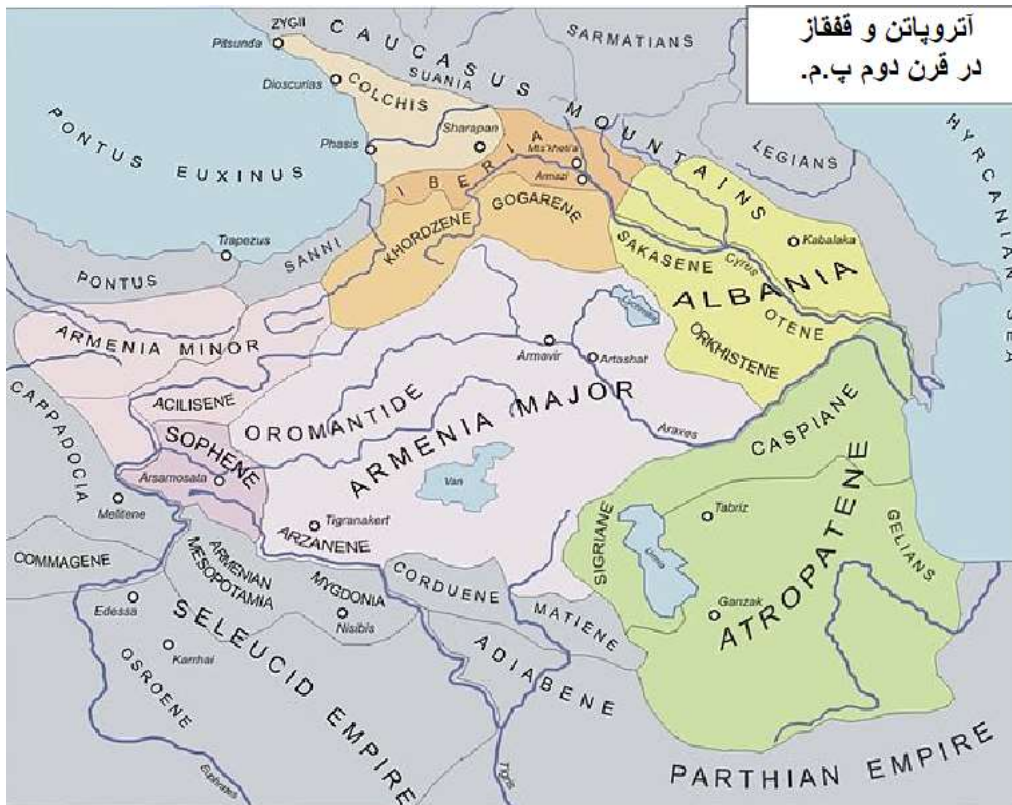 آتروپاتن و قفقاز
در قرن دوم پ.م.
ZYGII
CAUCASUS MOUNTAINS
SARMATIANS
Pitsunda
SUANIA
Dioscurias
COLCHIS
HYRCANIAN SEA
PONTUS EUXINUS
Phasis
Sharapan
IBERIA
Mts'kheti'a
Armazi
LEGIANS
KHORDZENE
GOGARENE
Kabalaka
Trapezus
SANNI
SAKASENE
Cyrus
PONTUS
ALBANIA
OTENE
ARMENIA MINOR
ORKHISTENE
Armavir
Artashat
CAPPADOCIA
ACILISENE
OROMANTIDE
ARMENIA MAJOR
Araxes
CASPIANE
SOPHENE
Arsamosata
Van
Melitene
Tigranakert
Tabriz
ARZANENE
SIGRIANE
Urmia
GELIANS
COMMAGENE
ARMENIAN
MESOPOTAMIA
MYGDONIA
CORDUENE
ATROPATENE
Edessa
Nisibis
MATIENE
Ganzak
SELEUCID EMPIRE
Karrhai
ADIABENE
OSROENE
Euphrates
Tigris
PARTHIAN EMPIRE